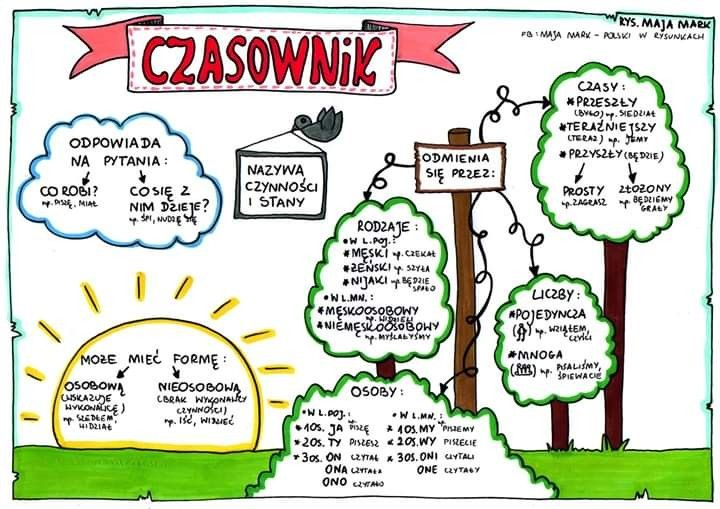 RYS. MAJA MARK
FB: MAJA MARK - POLSKI W RYSUNKACH
CZASOWNIK
ODPOWIADA
NA PYTANIA:
CO ROBI?
np. PISZĘ, MIAŁ
CO SIĘ Z
NIM DZIEJE?
np. ŚPI, NUDZĘ SIĘ
NAZYWA
CZYNNOŚCI
I STANY
ODMIENIA
SIĘ PRZEZ:
CZASY:
* PRZESZŁY
(BYŁO) np. SIEDZIAŁ
* TERAŹNIEJSZY
(TERAZ) np. JEMY
* PRZYSZŁY (BĘDZIE)
PROSTY
np. ZAGRASZ
ZŁOŻONY
np. BĘDZIEMY
GRAŁY
RODZAJE:
• W L.POJ.:
* MĘSKI np. CZEKAŁ
* ŻEŃSKI np. SZYŁA
* NIJAKI np. BĘDZIE
SPAŁO
• W L.MN.:
* MĘSKOOSOBOWY
np. WIDZIELI
* NIEMĘSKOOSOBOWY
np. MYŚLAŁYŚMY
LICZBY:
* POJEDYNCZA
np. WZIĄŁEM,
* MNOGA
np. PISALIŚMY,
ŚPIEWACIE
MOŻE MIEĆ FORMĘ:
OSOBOWĄ
(WSKAZUJE
WYKONAWCĘ)
np. SZEDŁEM,
WIDZIAŁ
NIEOSOBOWĄ
(BRAK WYKONAWCY
CZYNNOŚCI)
np. IŚĆ, WIDZIEĆ
OSOBY:
• W L.POJ.:
* 1OS. JA np. PISZĘ
* 2OS. TY PISZESZ
* 3OS. ON CZYTAŁ
ONA CZYTAŁA
ONO CZYTAŁO
• W L.MN.:
* 1OS. MY np. PISZEMY
* 2OS. WY PISZECIE
* 3OS. ONI CZYTALI
ONE CZYTAŁY